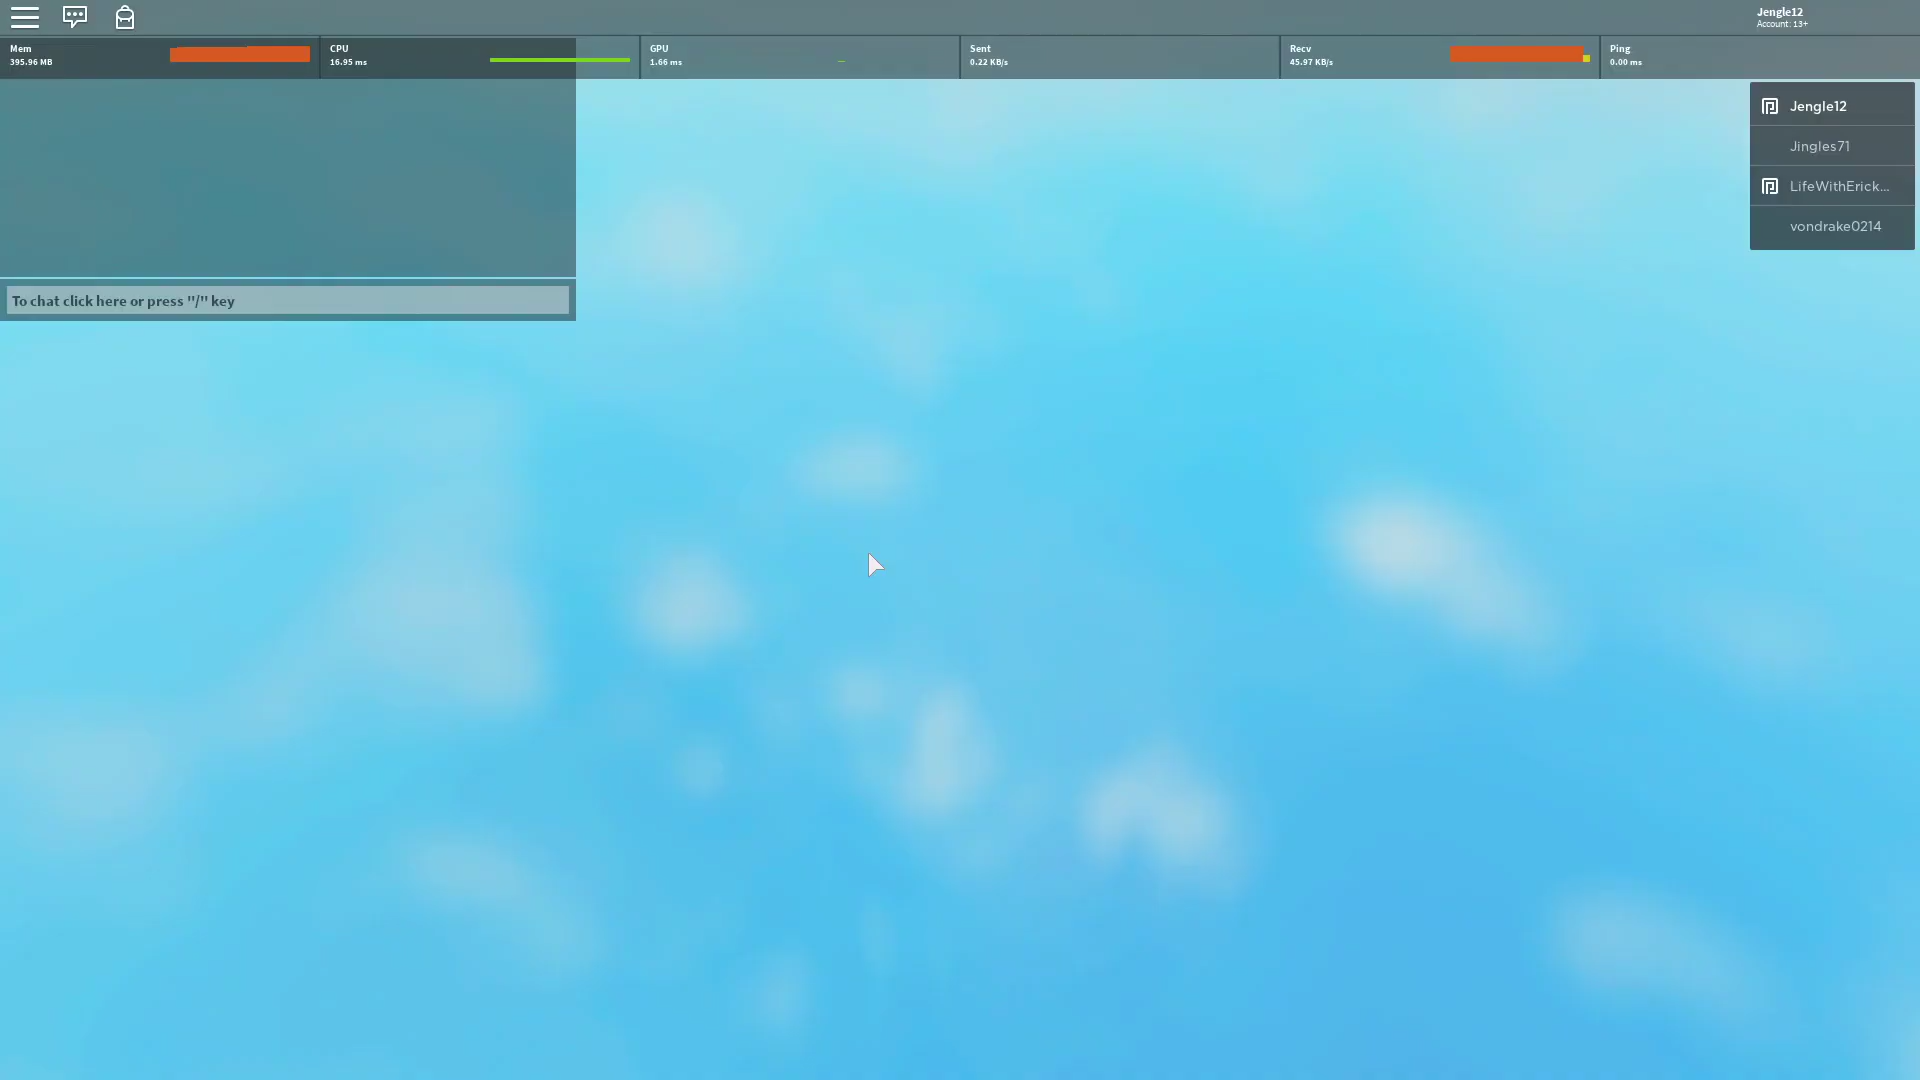 Jengle12
Account: 13+
Mem
395.96 MB
CPU
16.95 ms
GPU
1.66 ms
Sent
0.22 KB/s
Recv
45.97 KB/s
Ping
0.00 ms
Jengle12
Jingles71
LifeWithErick...
vondrake0214
To chat click here or press "/" key